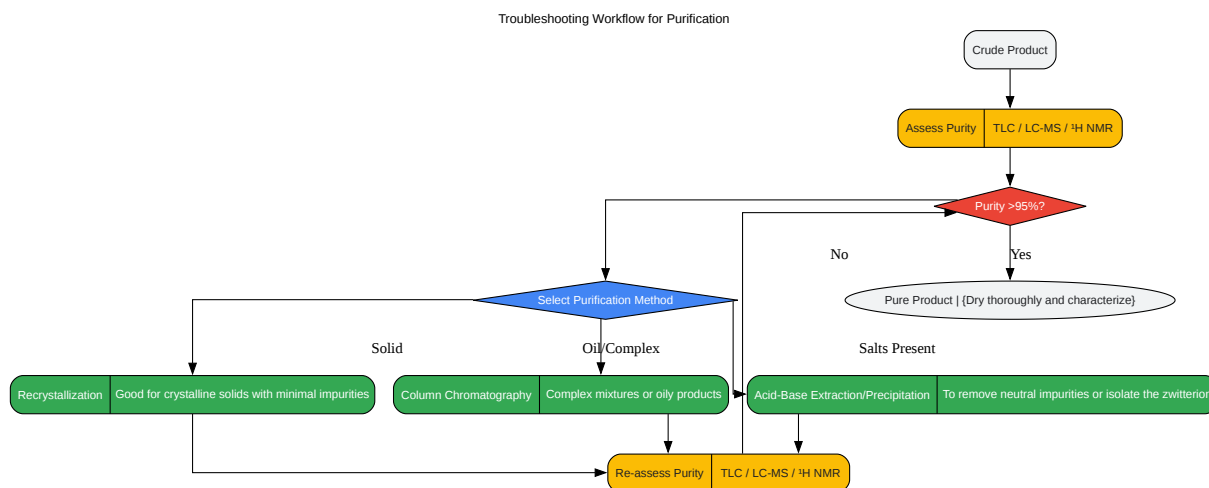 Troubleshooting Workflow for Purification
Crude Product
Assess Purity
TLC / LC-MS / ¹H NMR
Purity >95%?
No
Yes
Select Purification Method
Pure Product | {Dry thoroughly and characterize}
Solid
Oil/Complex
Salts Present
Recrystallization
Good for crystalline solids with minimal impurities
Column Chromatography
Complex mixtures or oily products
Acid-Base Extraction/Precipitation
To remove neutral impurities or isolate the zwitterion
Re-assess Purity
TLC / LC-MS / ¹H NMR